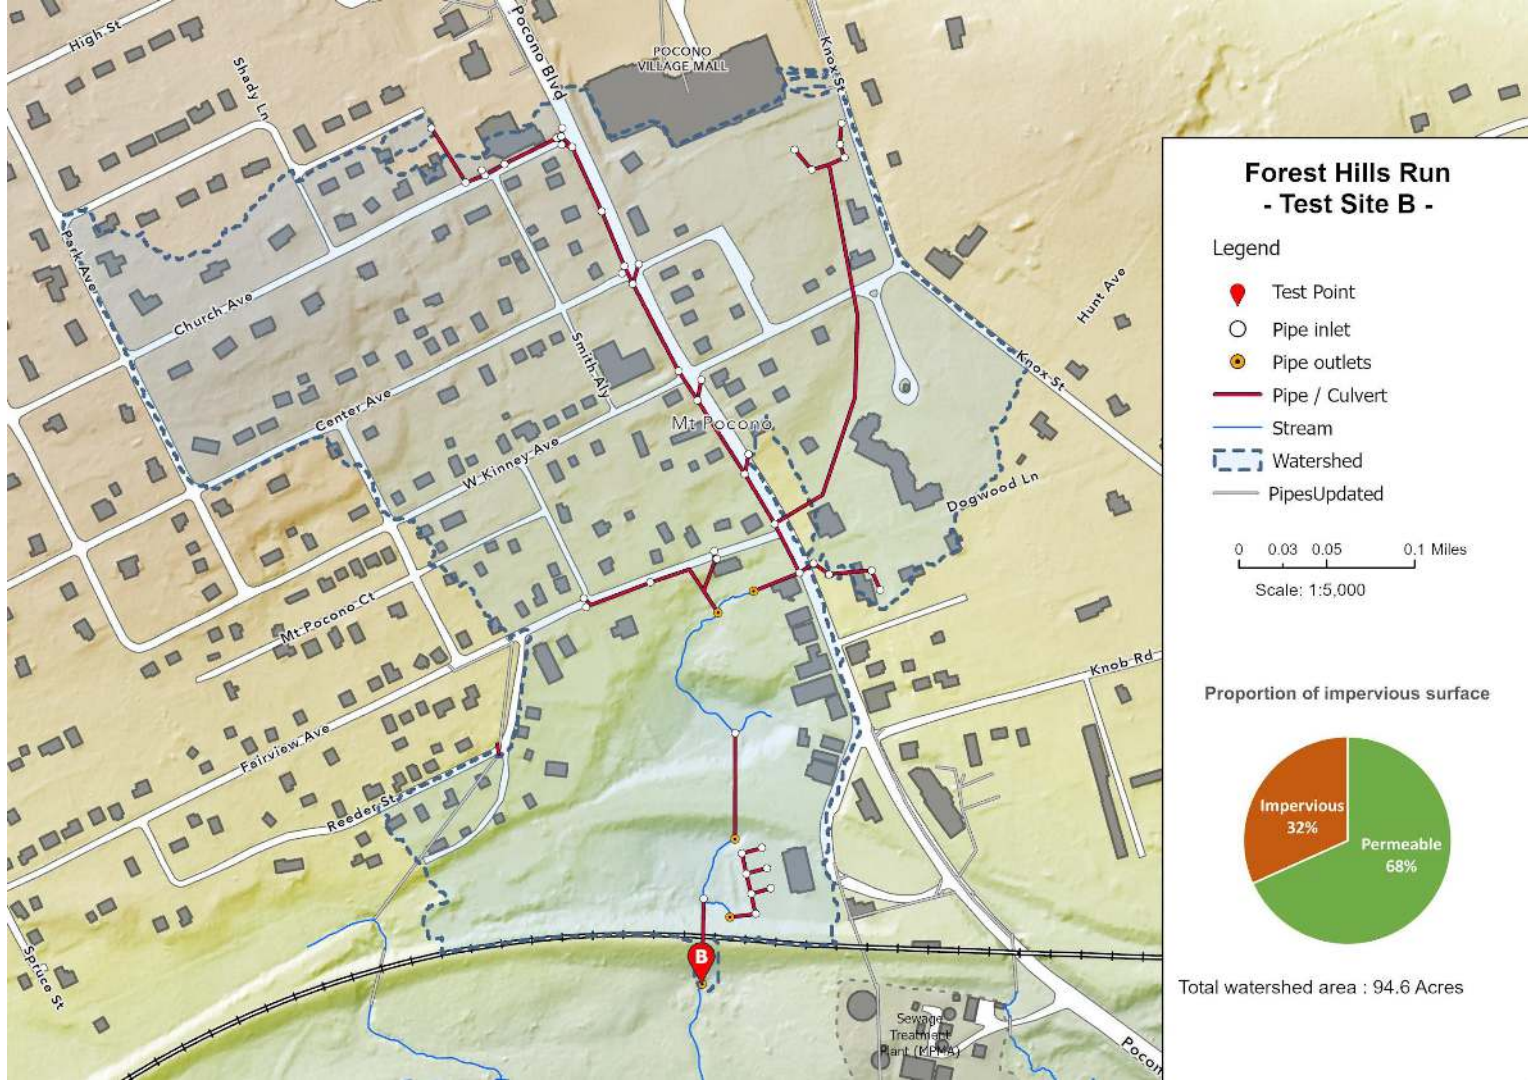 High St
Shady Ln
Pocono Blvd
POCONO
VILLAGE MALL
Knox St
Park Ave
Church Ave
Center Ave
Smith Aly
W Kinney Ave
Mt Pocono
Hunt Ave
Knox St
Dogwood Ln
Mt Pocono Ct
Fairview Ave
Reeder St
Knob Rd
Spruce St
B
Sewage
Treatment
Plant (MPMA)
Pocon
Forest Hills Run
- Test Site B -
Legend
Test Point
Pipe inlet
Pipe outlets
Pipe / Culvert
Stream
Watershed
PipesUpdated
0 0.03 0.05 0.1 Miles
Scale: 1:5,000
Proportion of impervious surface
Impervious
32%
Permeable
68%
Total watershed area : 94.6 Acres